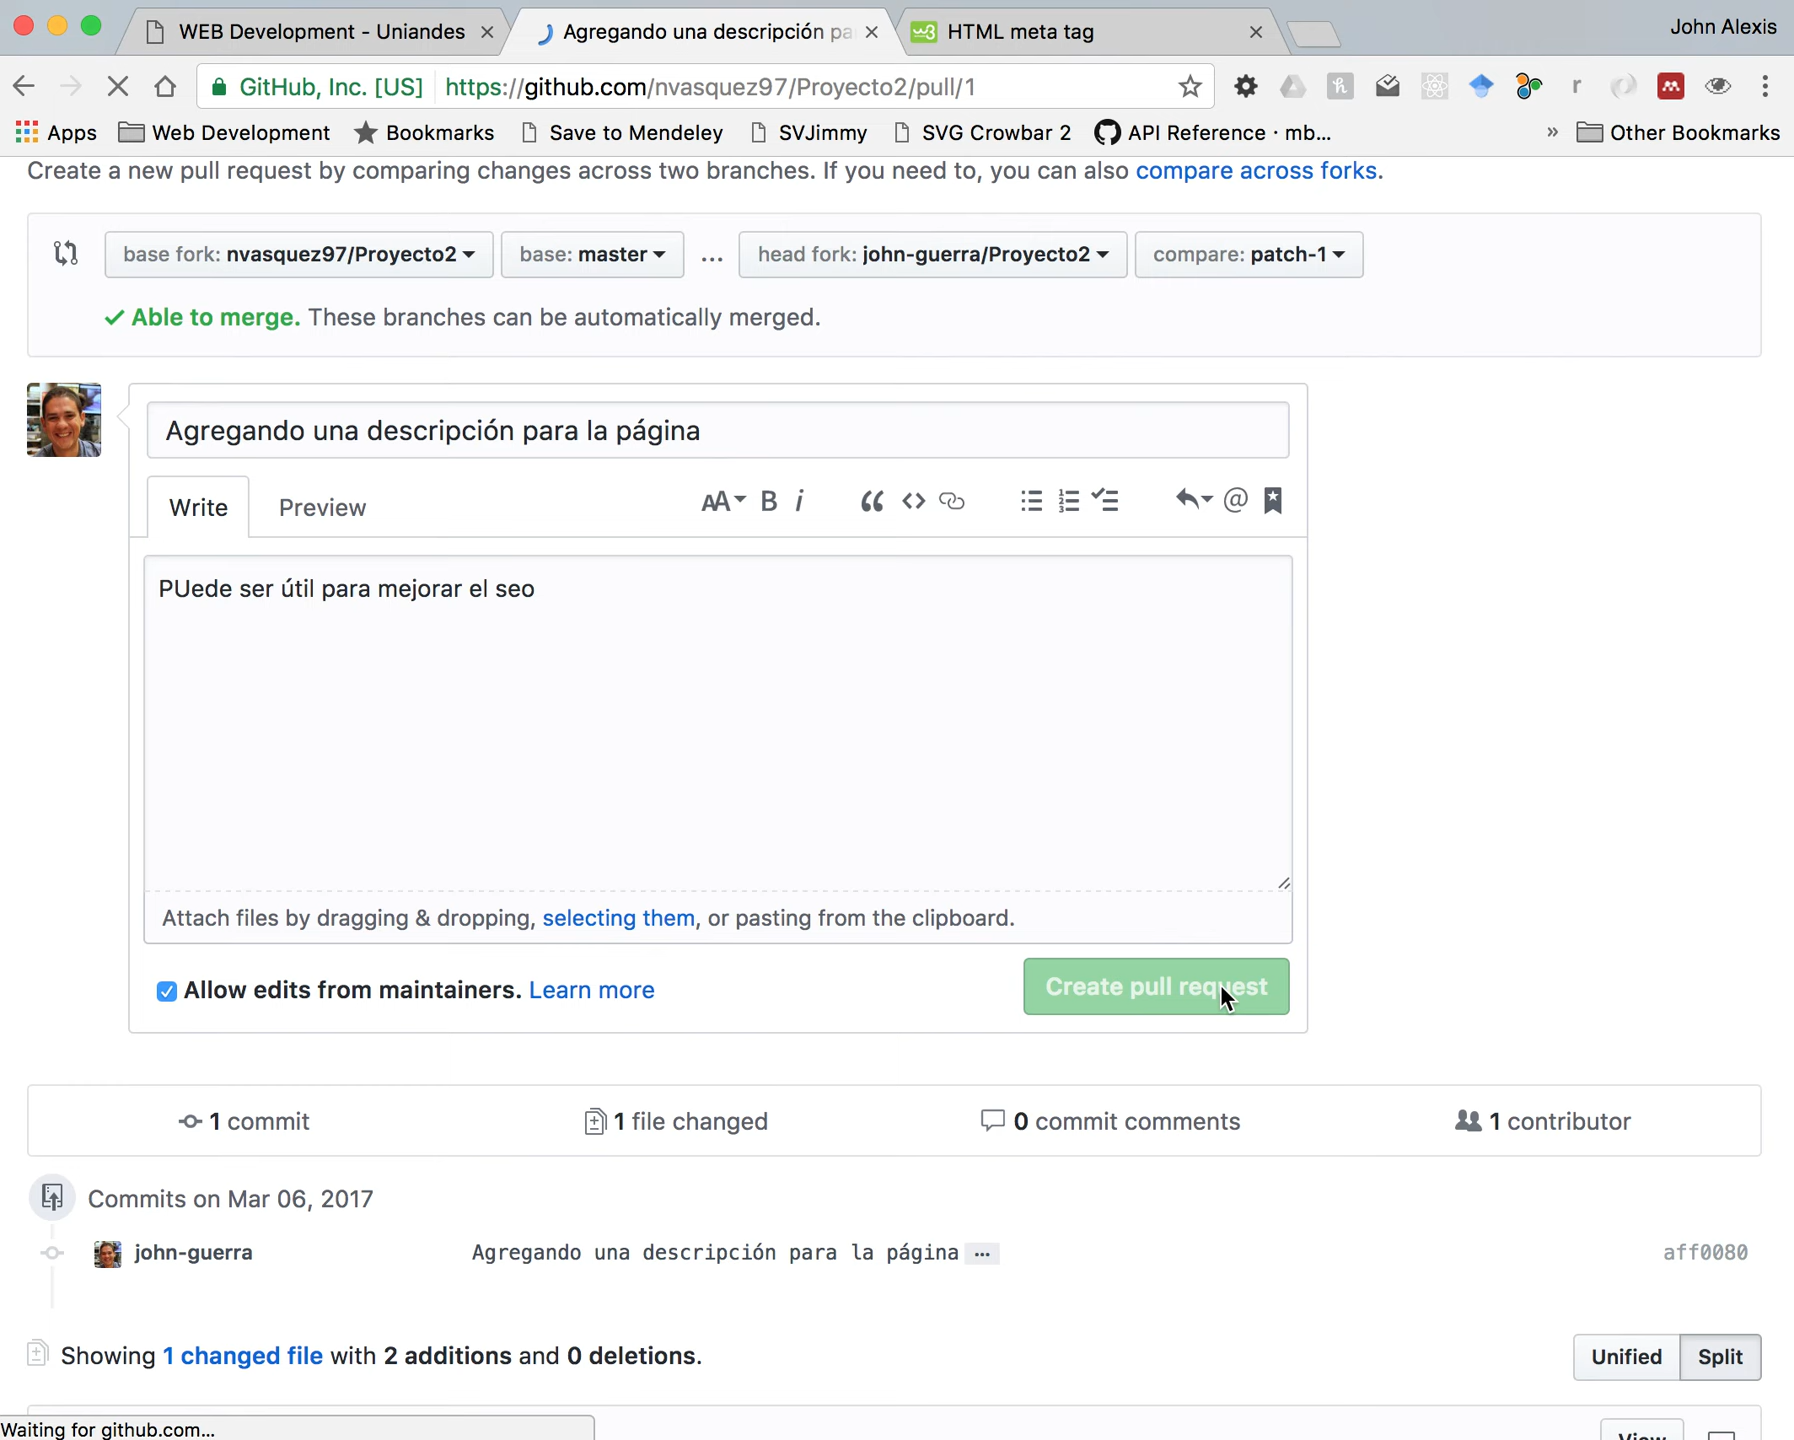 WEB Development - Uniandes
Agregando una descripción pa
HTML meta tag
John Alexis
GitHub, Inc. [US]
https://github.com/nvasquez97/Proyecto2/pull/1
Apps
Web Development
Bookmarks
Save to Mendeley
SVJimmy
SVG Crowbar 2
API Reference · mb...
»
Other Bookmarks
Create a new pull request by comparing changes across two branches. If you need to, you can also compare across forks.
base fork: nvasquez97/Proyecto2
base: master
...
head fork: john-guerra/Proyecto2
compare: patch-1
Able to merge. These branches can be automatically merged.
Agregando una descripción para la página
Write
Preview
AA B i “ <> @
PUede ser útil para mejorar el seo
Attach files by dragging & dropping, selecting them, or pasting from the clipboard.
Allow edits from maintainers. Learn more
Create pull request
1 commit
1 file changed
0 commit comments
1 contributor
Commits on Mar 06, 2017
john-guerra
Agregando una descripción para la página ...
aff0080
Showing 1 changed file with 2 additions and 0 deletions.
Unified
Split
Waiting for github.com...
View